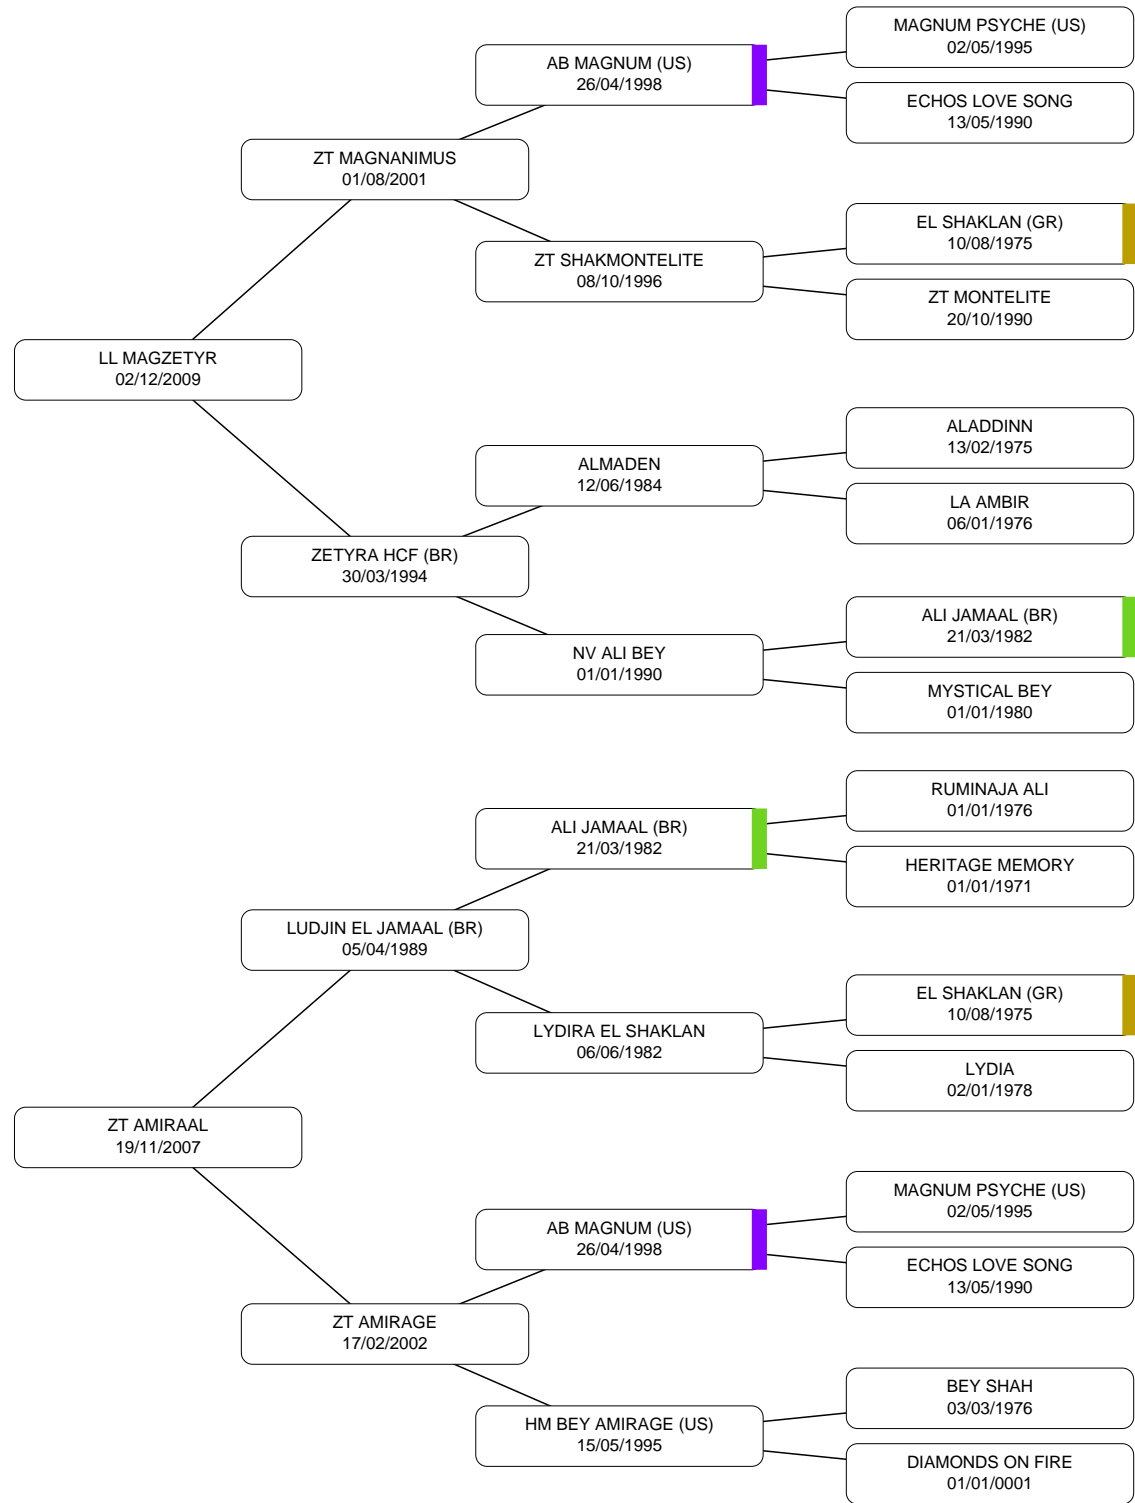 MAGNUM PSYCHE (US)
02/05/1995
AB MAGNUM (US)
26/04/1998
ECHOS LOVE SONG
13/05/1990
ZT MAGNANIMUS
01/08/2001
EL SHAKLAN (GR)
10/08/1975
ZT SHAKMONTELITE
08/10/1996
ZT MONTELITE
20/10/1990
LL MAGZETYR
02/12/2009
ALADDINN
13/02/1975
ALMADEN
12/06/1984
LA AMBIR
06/01/1976
ZETYRA HCF (BR)
30/03/1994
ALI JAMAAL (BR)
21/03/1982
NV ALI BEY
01/01/1990
MYSTICAL BEY
01/01/1980
RUMINAJA ALI
01/01/1976
ALI JAMAAL (BR)
21/03/1982
HERITAGE MEMORY
01/01/1971
LUDJIN EL JAMAAL (BR)
05/04/1989
EL SHAKLAN (GR)
10/08/1975
LYDIRA EL SHAKLAN
06/06/1982
LYDIA
02/01/1978
ZT AMIRAAL
19/11/2007
MAGNUM PSYCHE (US)
02/05/1995
AB MAGNUM (US)
26/04/1998
ECHOS LOVE SONG
13/05/1990
ZT AMIRAGE
17/02/2002
BEY SHAH
03/03/1976
HM BEY AMIRAGE (US)
15/05/1995
DIAMONDS ON FIRE
01/01/0001